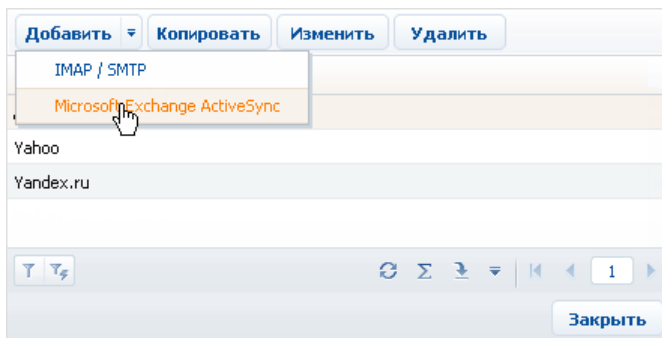 Добавить Копировать Изменить Удалить
IMAP / SMTP
Microsoft Exchange ActiveSync
Yahoo
Yandex.ru
Σ 1
Закрыть